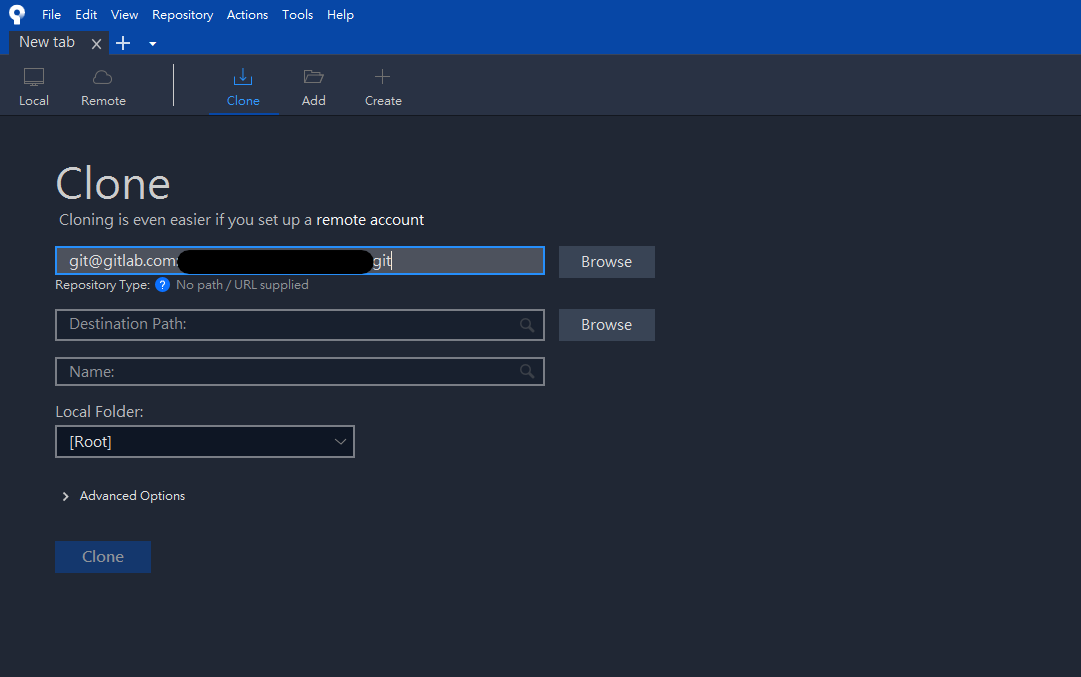 File Edit View Repository Actions Tools Help
New tab
Local Remote Clone Add Create
Clone
Cloning is even easier if you set up a remote account
git@gitlab.com: git Browse
Repository Type: ? No path / URL supplied
Destination Path: Browse
Name:
Local Folder:
[Root]
Advanced Options
Clone